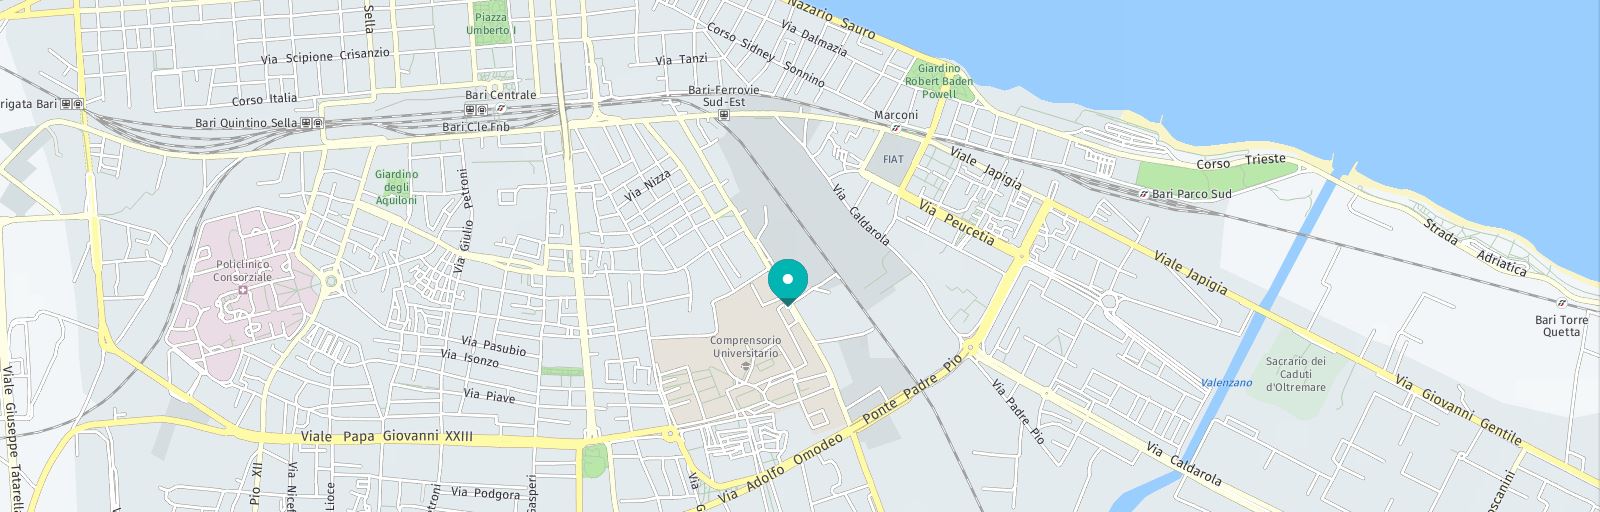 Nazario Sauro
Sella
Piazza
Umberto I
Via Dalmazia
Corso Sidney Sonnino
Via Scipione Crisanzio
Via Tanzi
Giardino
Robert Baden
Powell
Corso Italia
Bari Centrale
Bari-Ferrovie
Sud-Est
rigata Bari
Bari Quintino Sella
Bari C.le Fnb
Marconi
FIAT
Viale Japigia
Corso Trieste
Giardino
degli
Aquiloni
Via Giulio Petroni
Via Nizza
Via Caldarola
Via Peucetia
Bari Parco Sud
Strada Adriatica
Viale Japigia
Policlinico
Consorziale
Bari Torre
Quetta
Comprensorio
Universitario
Via Pasubio
Via Isonzo
Via Piave
Ponte Padre Pio
Via Padre Pio
Valenzano
Sacrario dei
Caduti
d'Oltremare
Via Giovanni Gentile
Viale Giuseppe Tatarella
Viale Papa Giovanni XXIII
Via Adolfo Omodeo
Via Caldarola
Pio XII
Via Nicef
Lioce
etroni
Via Podgora
Gasperi
Via G
oscanini